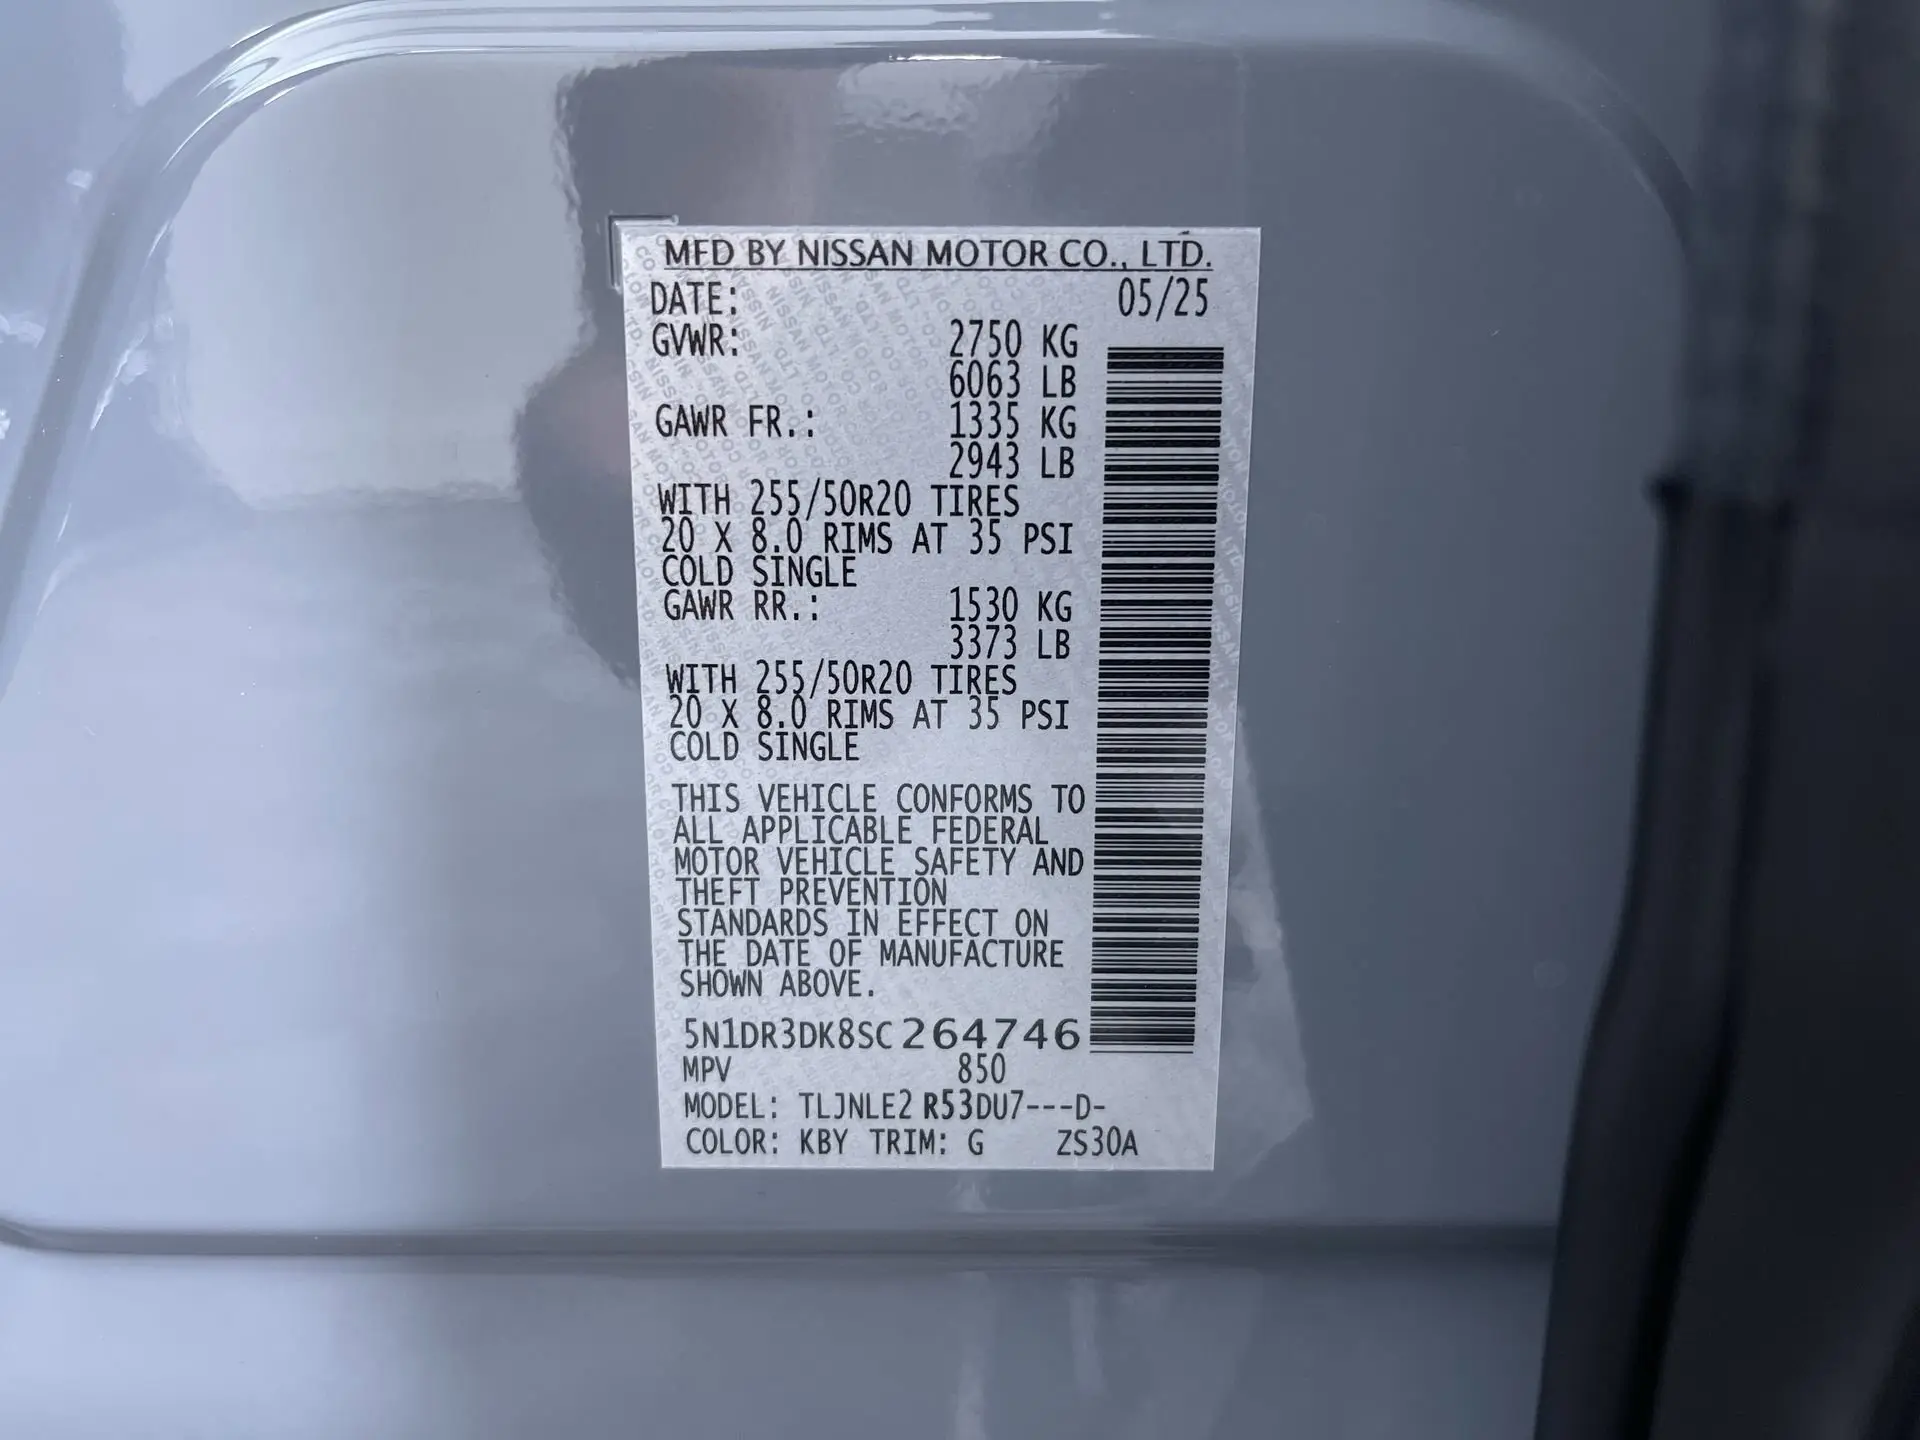 MFD BY NISSAN MOTOR CO., LTD.
DATE: 05/25
GVWR: 2750 KG
6063 LB
GAWR FR.: 1335 KG
2943 LB
WITH 255/50R20 TIRES
20 X 8.0 RIMS AT 35 PSI
COLD SINGLE
GAWR RR.: 1530 KG
3373 LB
WITH 255/50R20 TIRES
20 X 8.0 RIMS AT 35 PSI
COLD SINGLE
THIS VEHICLE CONFORMS TO
ALL APPLICABLE FEDERAL
MOTOR VEHICLE SAFETY AND
THEFT PREVENTION
STANDARDS IN EFFECT ON
THE DATE OF MANUFACTURE
SHOWN ABOVE.
5N1DR3DK8SC264746
MPV 850
MODEL: TLJNLE2 R53DU7---D-
COLOR: KBY TRIM: G ZS30A